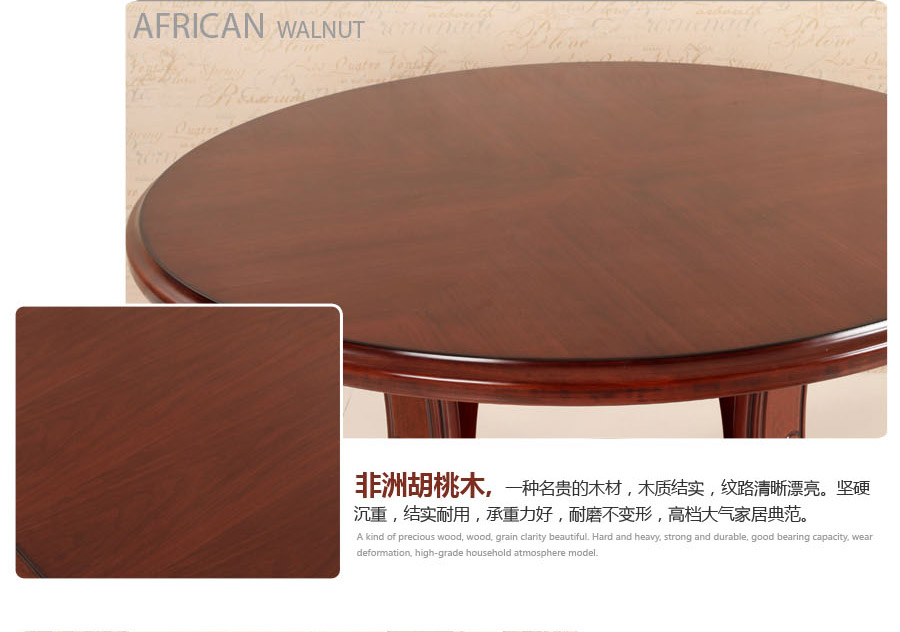 AFRICAN WALNUT
非洲胡桃木, 一种名贵的木材，木质结实，纹路清晰漂亮。坚硬
沉重，结实耐用，承重力好，耐磨不变形，高档大气家居典范。
A kind of precious wood, wood, grain clarity beautiful. Hard and heavy, strong and durable, good bearing capacity, wear
deformation, high-grade household atmosphere model.